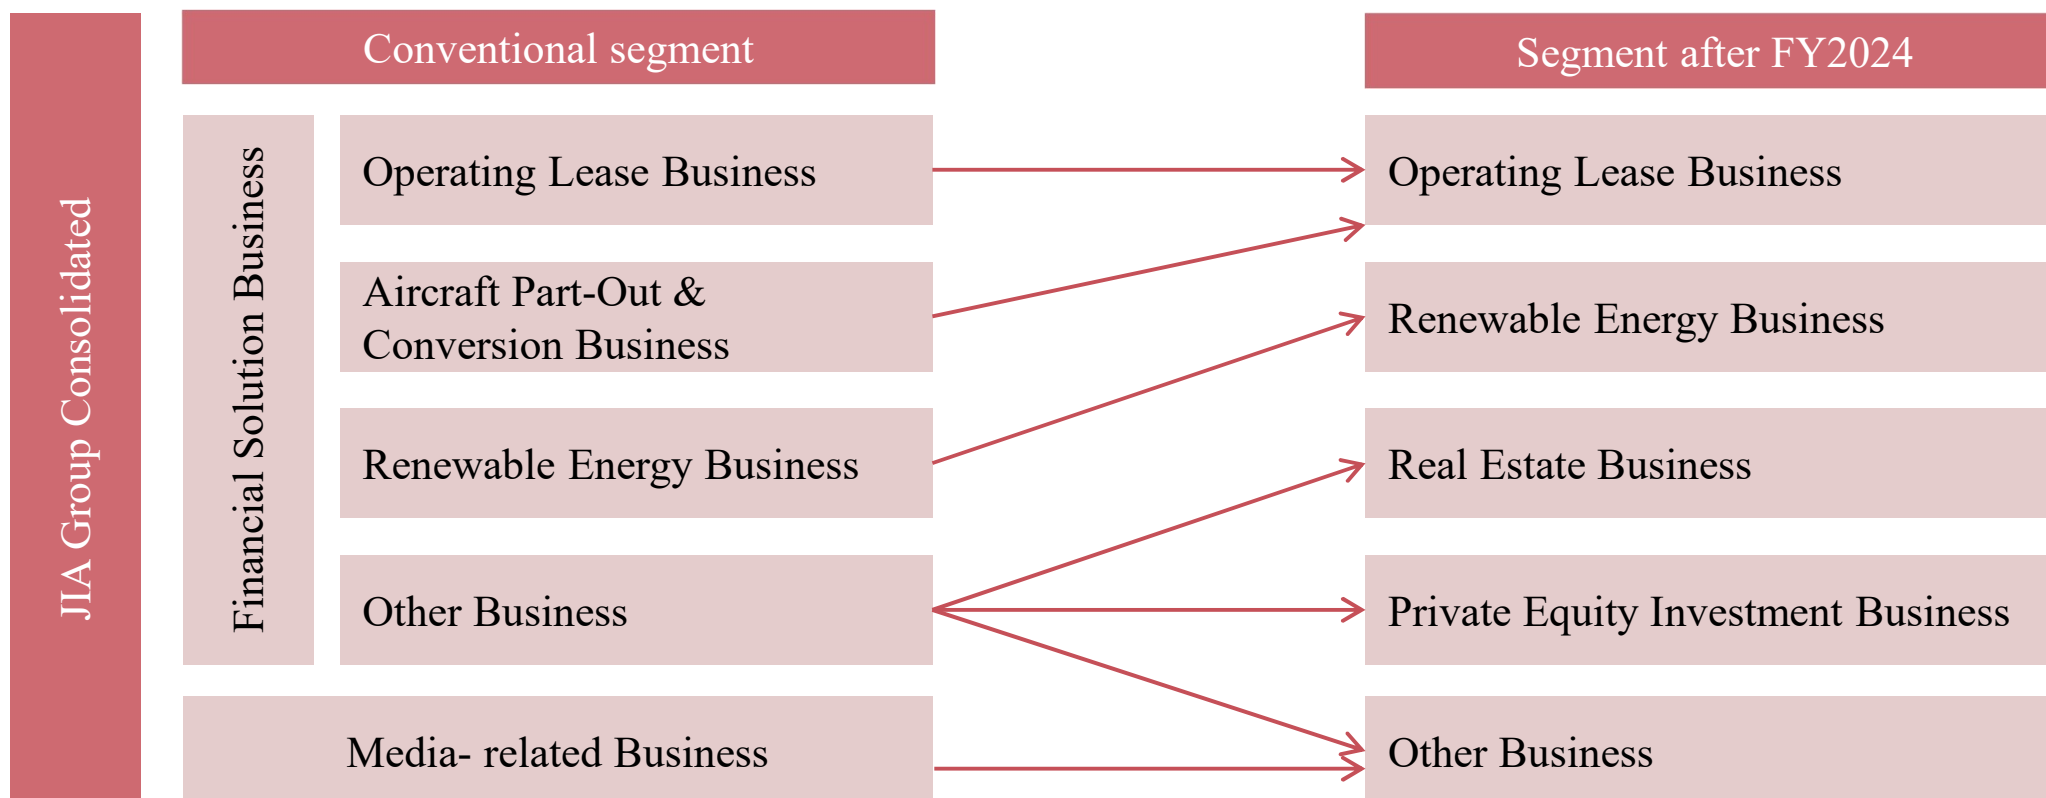 JIA Group Consolidated
Conventional segment
Segment after FY2024
Financial Solution Business
Operating Lease Business
Aircraft Part-Out &
Conversion Business
Renewable Energy Business
Other Business
Media- related Business
Operating Lease Business
Renewable Energy Business
Real Estate Business
Private Equity Investment Business
Other Business